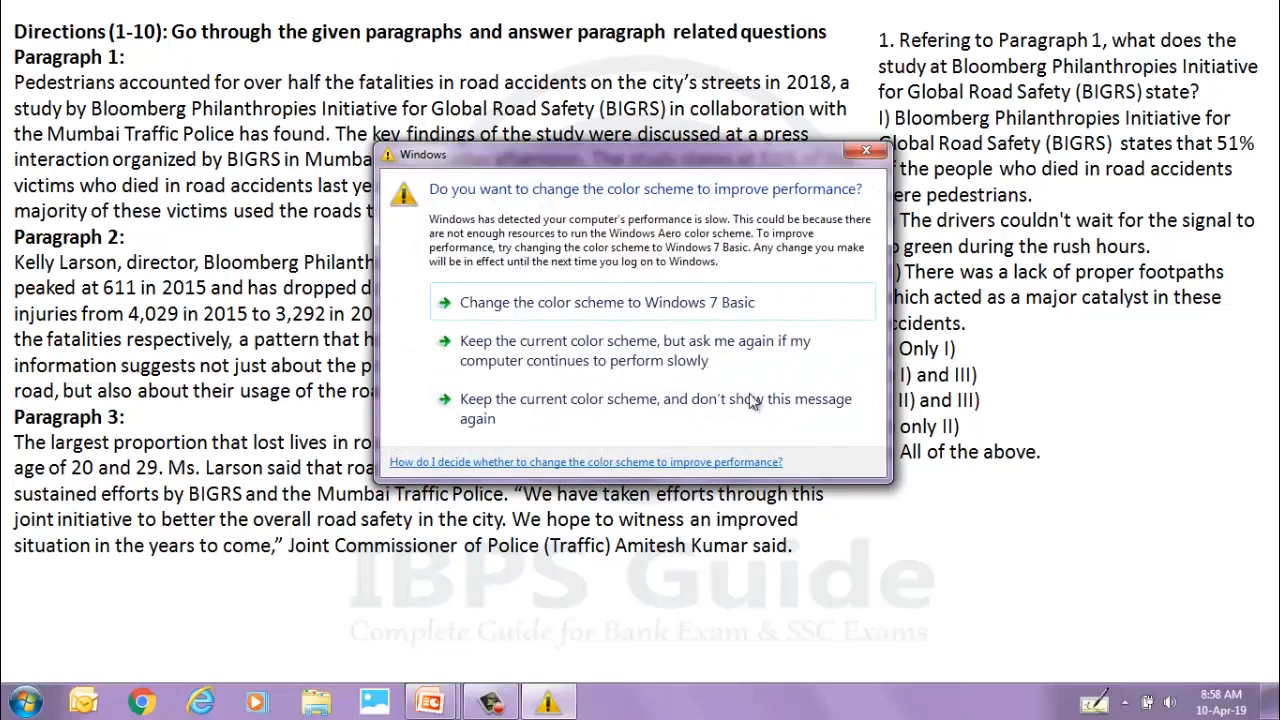 Directions (1-10): Go through the given paragraphs and answer paragraph related questions
Paragraph 1:
Pedestrians accounted for over half the fatalities in road accidents on the city's streets in 2018, a
study by Bloomberg Philanthropies Initiative for Global Road Safety (BIGRS) in collaboration with
the Mumbai Traffic Police has found. The key findings of the study were discussed at a press
interaction organized by BIGRS in Mumba
victims who died in road accidents last ye
majority of these victims used the roads t
Paragraph 2:
Kelly Larson, director, Bloomberg Philanth
peaked at 611 in 2015 and has dropped d
injuries from 4,029 in 2015 to 3,292 in 20
the fatalities respectively, a pattern that h
information suggests not just about the p
road, but also about their usage of the roa
Paragraph 3:
The largest proportion that lost lives in ro
age of 20 and 29. Ms. Larson said that roa
sustained efforts by BIGRS and the Mumbai Traffic Police. "We have taken efforts through this
joint initiative to better the overall road safety in the city. We hope to witness an improved
situation in the years to come," Joint Commissioner of Police (Traffic) Amitesh Kumar said.
1. Refering to Paragraph 1, what does the
study at Bloomberg Philanthropies Initiative
for Global Road Safety (BIGRS) state?
I) Bloomberg Philanthropies Initiative for
Global Road Safety (BIGRS) states that 51%
f the people who died in road accidents
ere pedestrians.
The drivers couldn't wait for the signal to
o green during the rush hours.
) There was a lack of proper footpaths
hich acted as a major catalyst in these
ccidents.
Only I)
I) and III)
II) and III)
only II)
All of the above.
Windows
Do you want to change the color scheme to improve performance?
Windows has detected your computer's performance is slow. This could be because there
are not enough resources to run the Windows Aero color scheme. To improve
performance, try changing the color scheme to Windows 7 Basic. Any change you make
will be in effect until the next time you log on to Windows.
Change the color scheme to Windows 7 Basic
Keep the current color scheme, but ask me again if my
computer continues to perform slowly
Keep the current color scheme, and don't show this message
again
How do I decide whether to change the color scheme to improve performance?
IBPS Guide
Complete Guide for Bank Exam & SSC Exams
8:58 AM
10-Apr-19